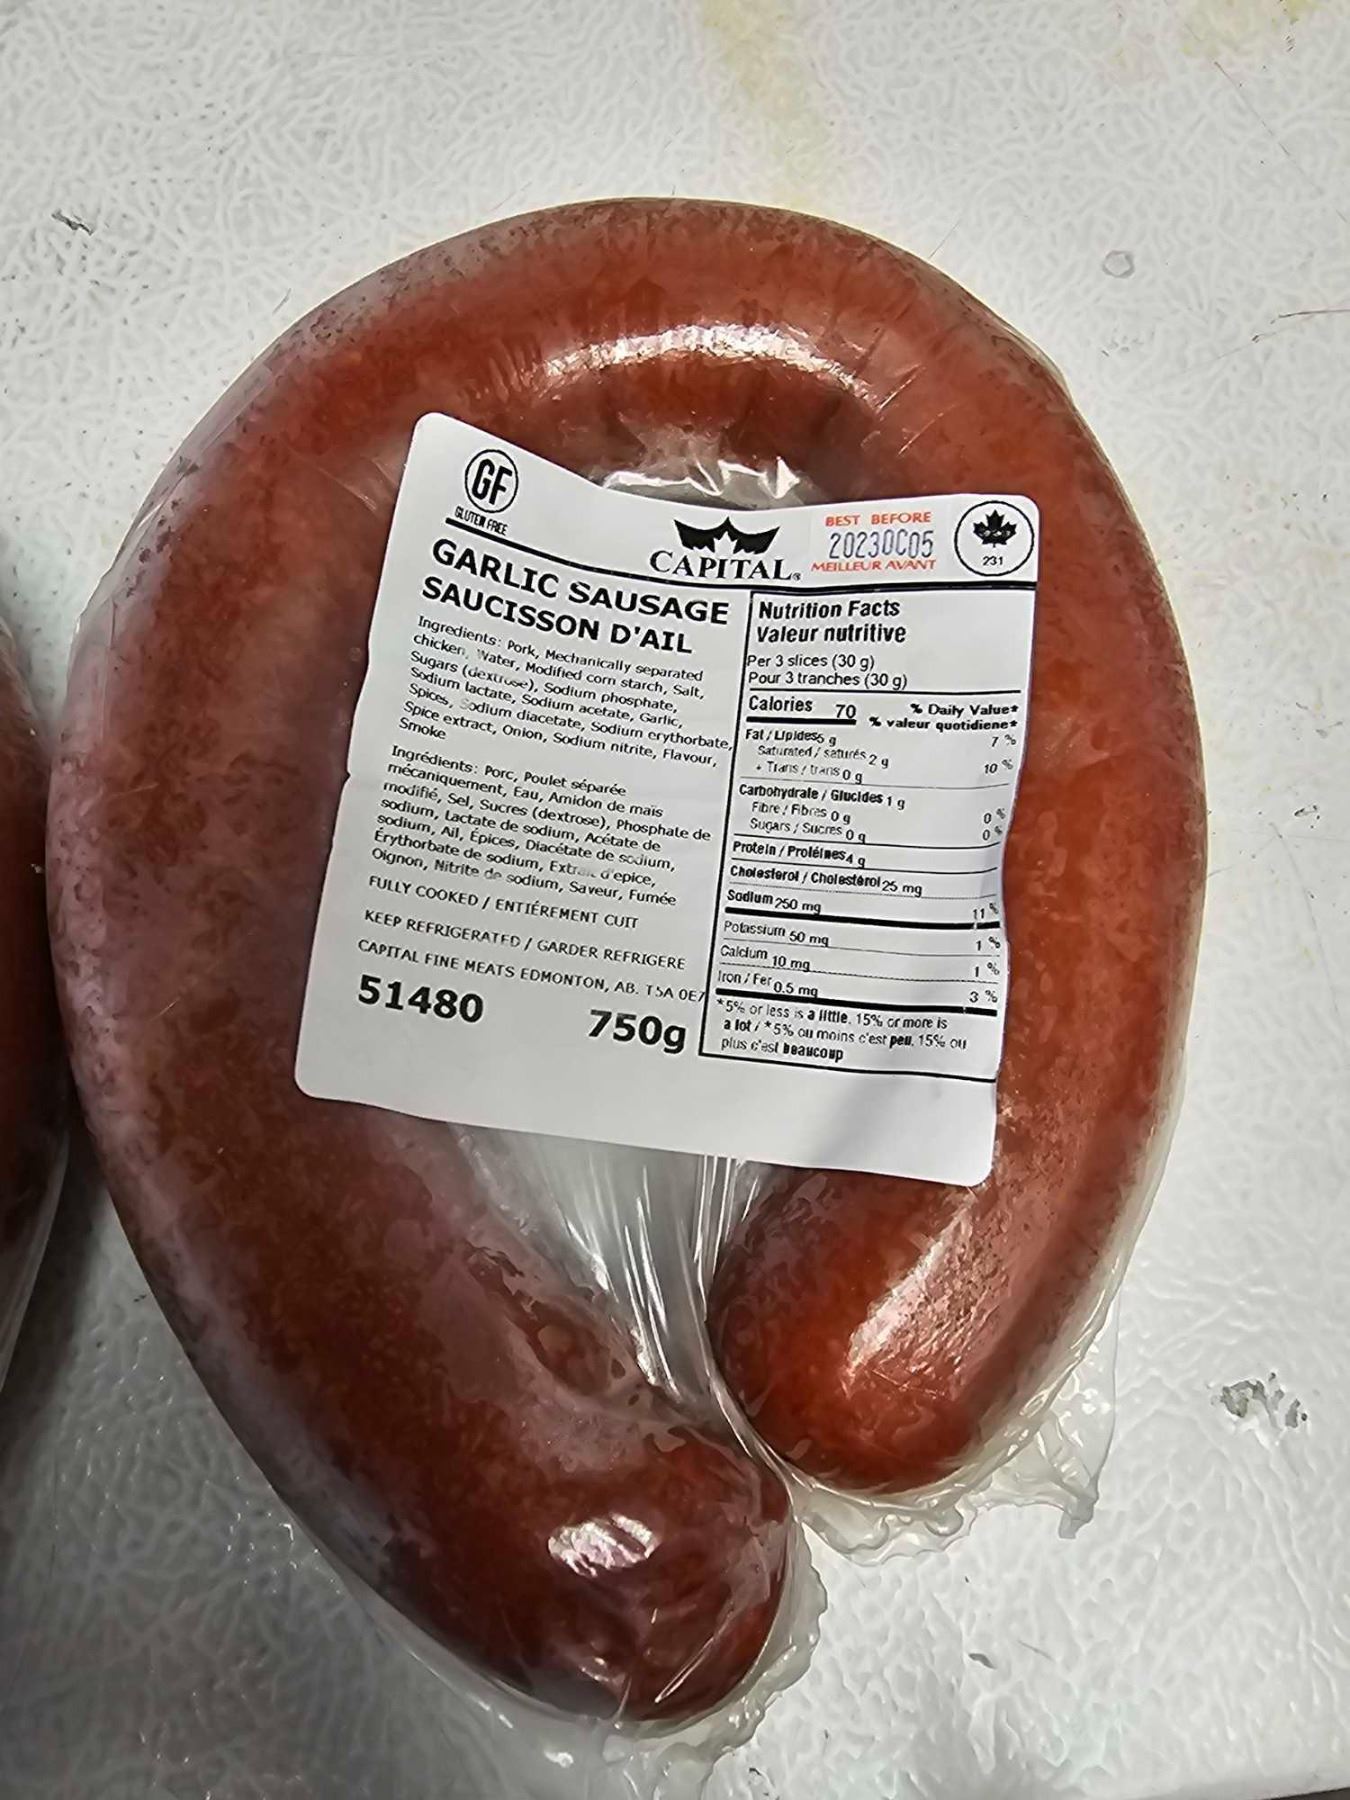 GF
GLUTEN FREE
CAPITAL®
BEST BEFORE
20230C05
MEILLEUR AVANT
231
GARLIC SAUSAGE
SAUCISSON D'AIL
Ingredients: Pork, Mechanically separated
chicken, Water, Modified corn starch, Salt,
Sugars (dextrose), Sodium phosphate,
Sodium lactate, Sodium acetate, Garlic,
Spices, Sodium diacetate, Sodium erythorbate,
Spice extract, Onion, Sodium nitrite, Flavour,
Smoke
Ingrédients: Porc, Poulet séparée
mécaniquement, Eau, Amidon de maïs
modifié, Sel, Sucres (dextrose), Phosphate de
sodium, Lactate de sodium, Acétate de
sodium, Ail, Épices, Diacétate de sodium,
Érythorbate de sodium, Extrait d'epice,
Oignon, Nitrite de sodium, Saveur, Fumée
FULLY COOKED / ENTIÉREMENT CUIT
KEEP REFRIGERATED / GARDER REFRIGERE
CAPITAL FINE MEATS EDMONTON, AB. T5A 0E7
51480
750g
Nutrition Facts
Valeur nutritive
Per 3 slices (30 g)
Pour 3 tranches (30 g)
Calories 70
% Daily Value*
% valeur quotidiene*
Fat / Lipides 5 g 7 %
Saturated / saturés 2 g
+ Trans / trans 0 g 10 %
Carbohydrate / Glucides 1 g
Fibre / Fibres 0 g 0 %
Sugars / Sucres 0 g 0 %
Protein / Protéines 4 g
Cholesterol / Cholestérol 25 mg
Sodium 250 mg 11 %
Potassium 50 mg 1 %
Calcium 10 mg 1 %
Iron / Fer 0.5 mg 3 %
*5% or less is a little, 15% or more is
a lot / *5% ou moins c'est peu, 15% ou
plus c'est beaucoup